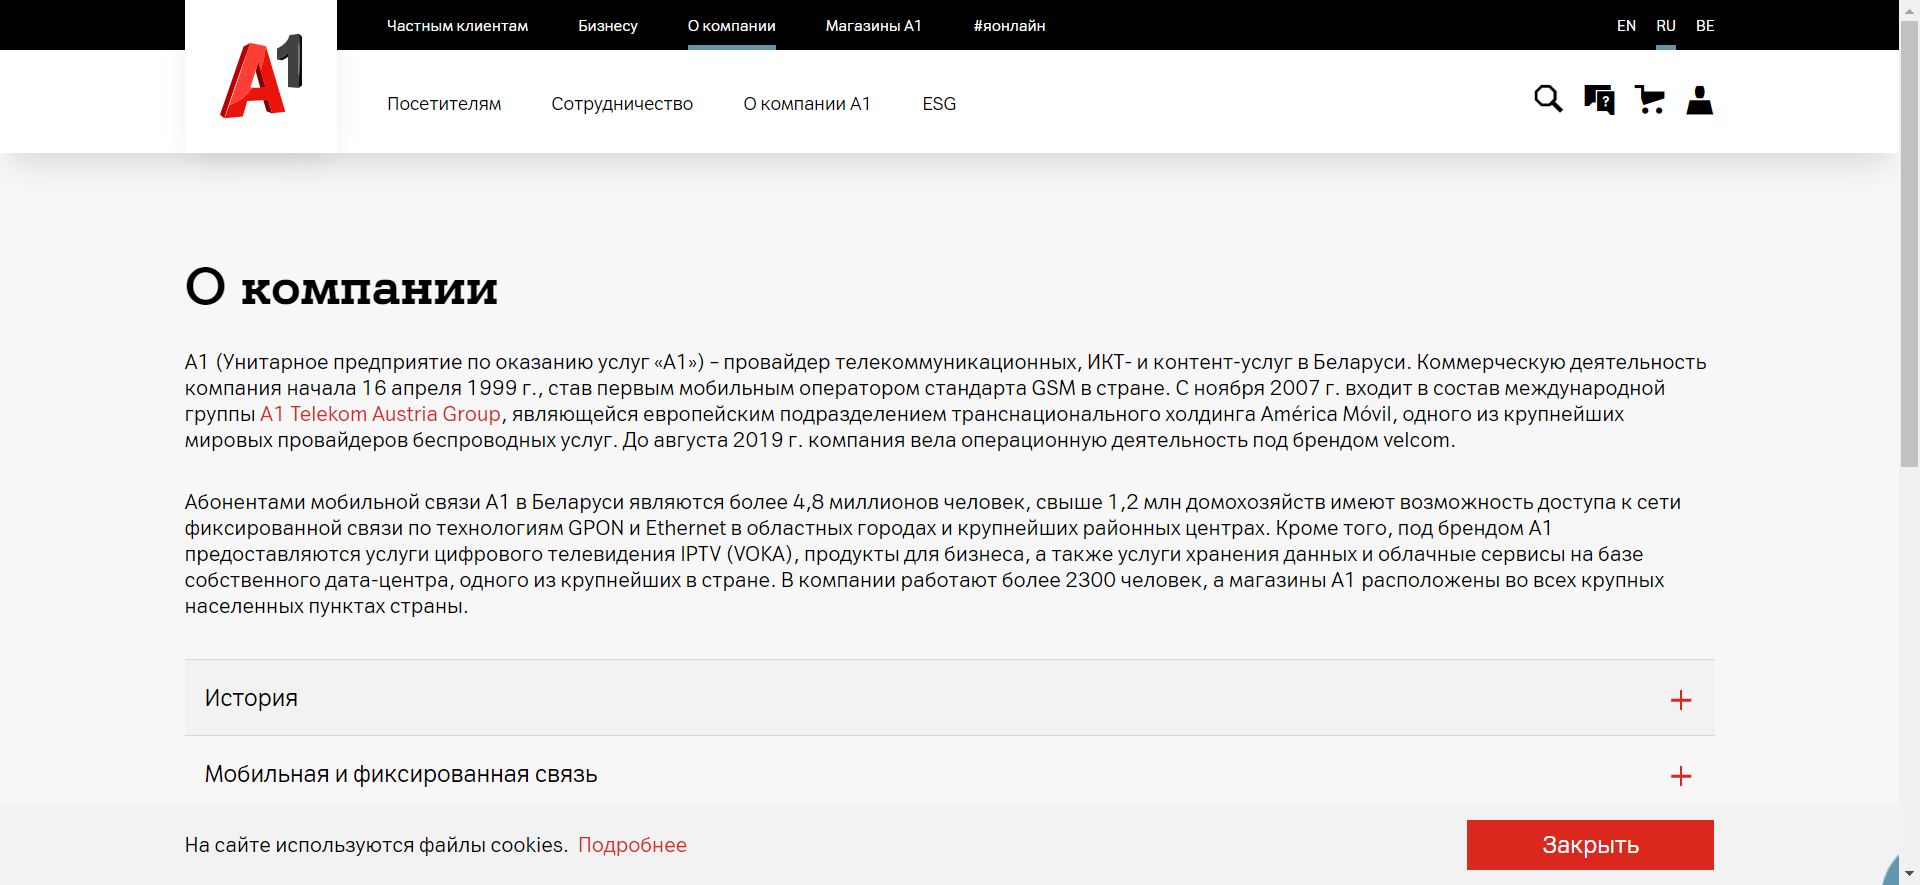 Частным клиентам
Бизнесу
О компании
Магазины А1
#яонлайн
EN
RU
BE
A1
Посетителям
Сотрудничество
О компании А1
ESG
?
О компании
А1 (Унитарное предприятие по оказанию услуг «А1») – провайдер телекоммуникационных, ИКТ- и контент-услуг в Беларуси. Коммерческую деятельность
компания начала 16 апреля 1999 г., став первым мобильным оператором стандарта GSM в стране. С ноября 2007 г. входит в состав международной
группы A1 Telekom Austria Group, являющейся европейским подразделением транснационального холдинга América Móvil, одного из крупнейших
мировых провайдеров беспроводных услуг. До августа 2019 г. компания вела операционную деятельность под брендом velcom.
Абонентами мобильной связи А1 в Беларуси являются более 4,8 миллионов человек, свыше 1,2 млн домохозяйств имеют возможность доступа к сети
фиксированной связи по технологиям GPON и Ethernet в областных городах и крупнейших районных центрах. Кроме того, под брендом А1
предоставляются услуги цифрового телевидения IPTV (VOKA), продукты для бизнеса, а также услуги хранения данных и облачные сервисы на базе
собственного дата-центра, одного из крупнейших в стране. В компании работают более 2300 человек, а магазины А1 расположены во всех крупных
населенных пунктах страны.
История
Мобильная и фиксированная связь
На сайте используются файлы cookies. Подробнее
Закрыть